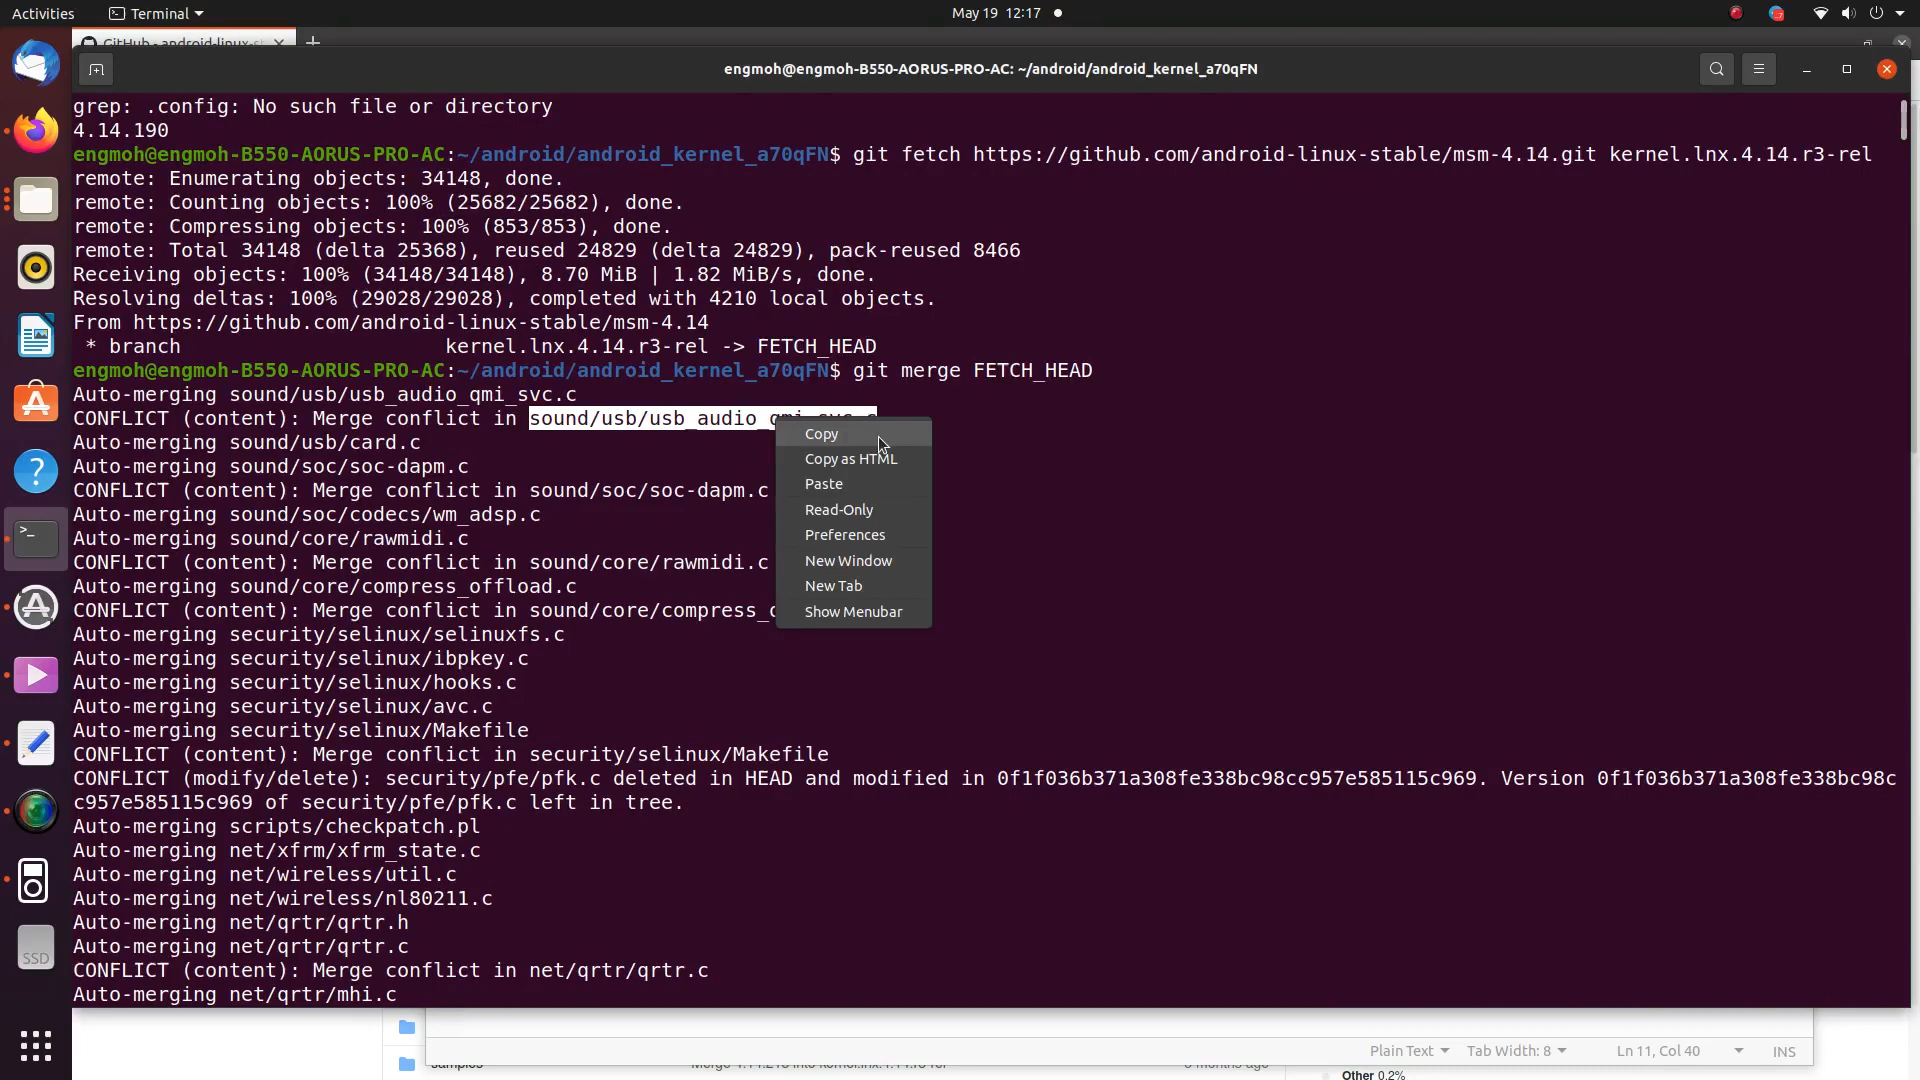 Activities
Terminal
May 19 12:17
GitHub - android-linux-st
engmoh@engmoh-B550-AORUS-PRO-AC: ~/android/android_kernel_a70qFN
grep: .config: No such file or directory
4.14.190
engmoh@engmoh-B550-AORUS-PRO-AC:~/android/android_kernel_a70qFN$ git fetch https://github.com/android-linux-stable/msm-4.14.git kernel.lnx.4.14.r3-rel
remote: Enumerating objects: 34148, done.
remote: Counting objects: 100% (25682/25682), done.
remote: Compressing objects: 100% (853/853), done.
remote: Total 34148 (delta 25368), reused 24829 (delta 24829), pack-reused 8466
Receiving objects: 100% (34148/34148), 8.70 MiB | 1.82 MiB/s, done.
Resolving deltas: 100% (29028/29028), completed with 4210 local objects.
From https://github.com/android-linux-stable/msm-4.14
* branch kernel.lnx.4.14.r3-rel -> FETCH_HEAD
engmoh@engmoh-B550-AORUS-PRO-AC:~/android/android_kernel_a70qFN$ git merge FETCH_HEAD
Auto-merging sound/usb/usb_audio_qmi_svc.c
CONFLICT (content): Merge conflict in sound/usb/usb_audio_qmi_svc.c
Auto-merging sound/usb/card.c
Auto-merging sound/soc/soc-dapm.c
CONFLICT (content): Merge conflict in sound/soc/soc-dapm.c
Auto-merging sound/soc/codecs/wm_adsp.c
Auto-merging sound/core/rawmidi.c
CONFLICT (content): Merge conflict in sound/core/rawmidi.c
Auto-merging sound/core/compress_offload.c
CONFLICT (content): Merge conflict in sound/core/compress_
Auto-merging security/selinux/selinuxfs.c
Auto-merging security/selinux/ibpkey.c
Auto-merging security/selinux/hooks.c
Auto-merging security/selinux/avc.c
Auto-merging security/selinux/Makefile
CONFLICT (content): Merge conflict in security/selinux/Makefile
CONFLICT (modify/delete): security/pfe/pfk.c deleted in HEAD and modified in 0f1f036b371a308fe338bc98cc957e585115c969. Version 0f1f036b371a308fe338bc98c
c957e585115c969 of security/pfe/pfk.c left in tree.
Auto-merging scripts/checkpatch.pl
Auto-merging net/xfrm/xfrm_state.c
Auto-merging net/wireless/util.c
Auto-merging net/wireless/nl80211.c
Auto-merging net/qrtr/qrtr.h
Auto-merging net/qrtr/qrtr.c
CONFLICT (content): Merge conflict in net/qrtr/qrtr.c
Auto-merging net/qrtr/mhi.c
Copy
Copy as HTML
Paste
Read-Only
Preferences
New Window
New Tab
Show Menubar
SSD
Plain Text
Tab Width: 8
Ln 11, Col 40
INS
samples
months ago
Other 0.2%